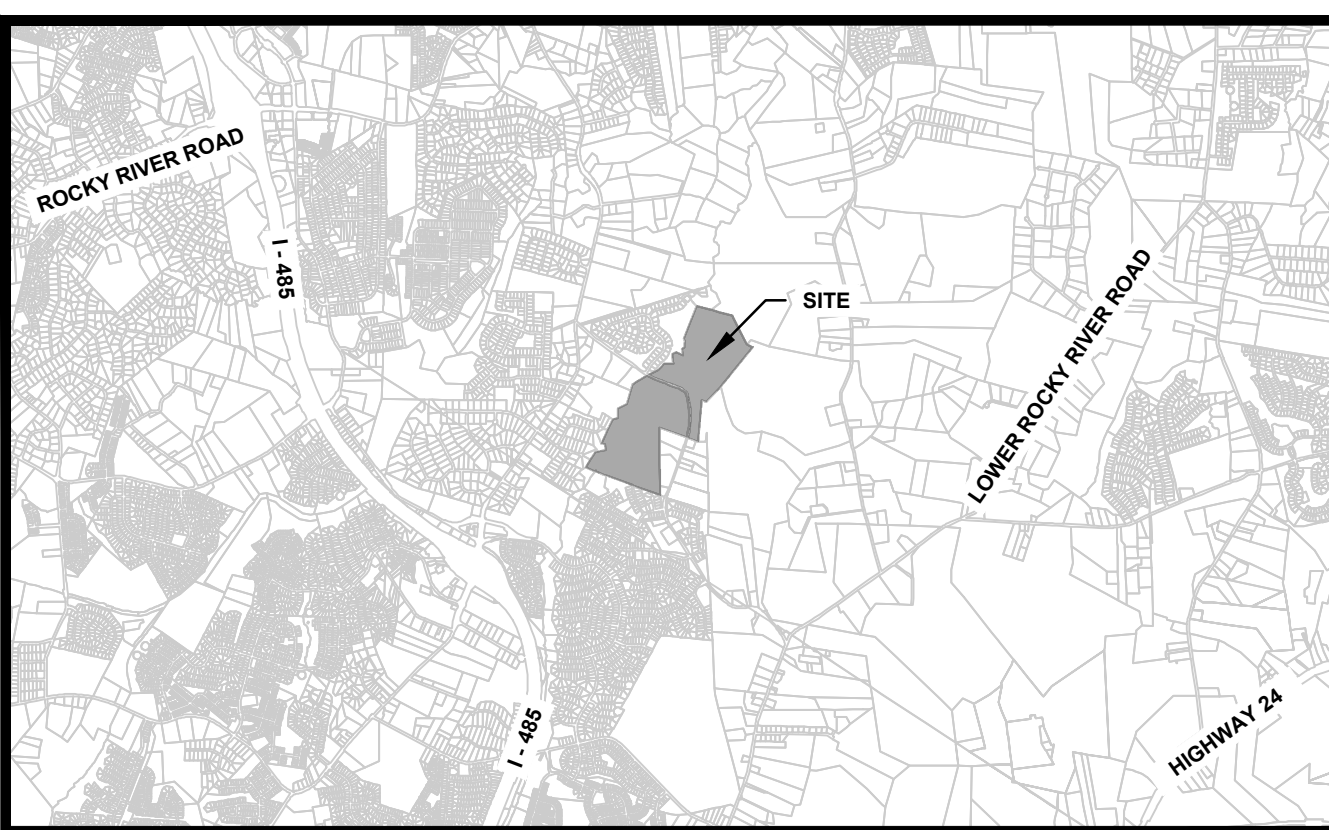 ROCKY RIVER ROAD
I - 485
SITE
LOWER ROCKY RIVER ROAD
I - 485
HIGHWAY 24